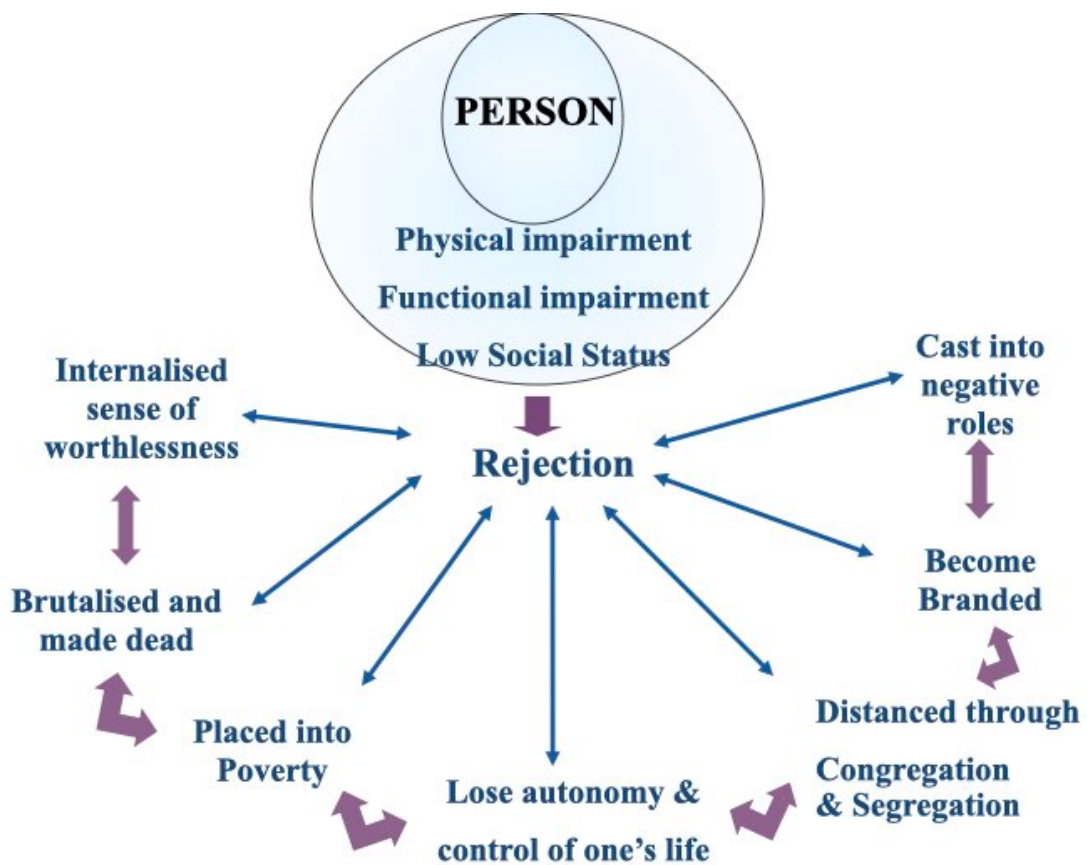 PERSON
Physical impairment
Functional impairment
Low Social Status
Internalised
sense of
worthlessness
Rejection
Cast into
negative
roles
Brutalised and
made dead
Become
Branded
Placed into
Poverty
Lose autonomy &
control of one's life
Distanced through
Congregation
& Segregation